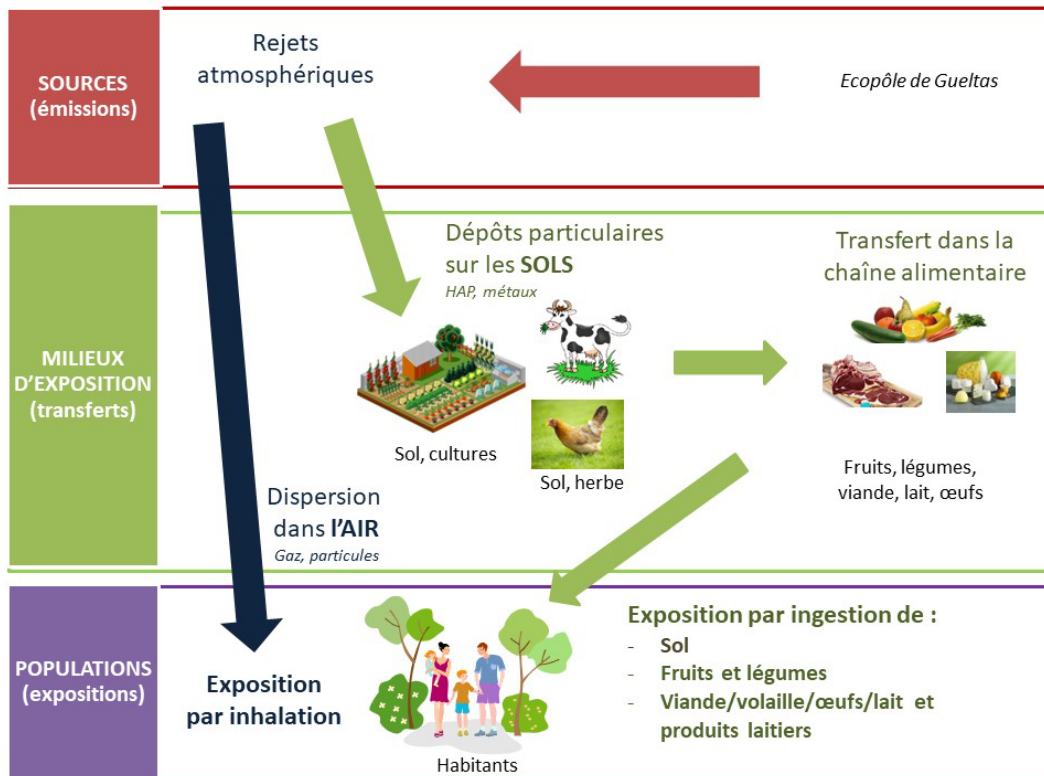 SOURCES
(émissions)
Rejets
atmosphériques
Ecopôle de Gueltas
MILIEUX
D'EXPOSITION
(transferts)
Dépôts particulaires
sur les SOLS
HAP, métaux
Transfert dans la
chaîne alimentaire
Sol, cultures
Sol, herbe
Fruits, légumes,
viande, lait, œufs
Dispersion
dans l'AIR
Gaz, particules
POPULATIONS
(expositions)
Exposition
par inhalation
Habitants
Exposition par ingestion de :
- Sol
- Fruits et légumes
- Viande/volaille/œufs/lait et
produits laitiers